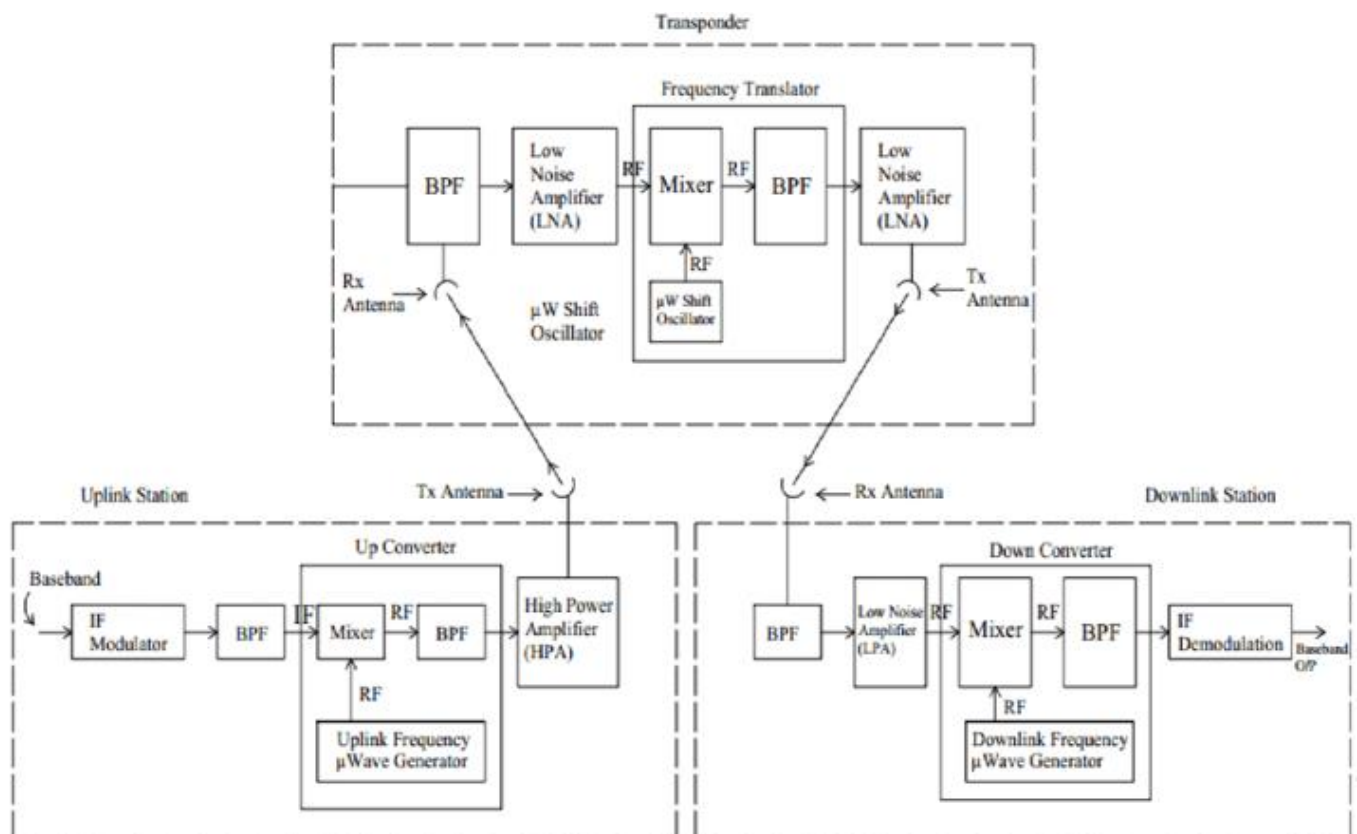 Transponder
Frequency Translator
BPF
Low
Noise
Amplifier
(LNA)
RF
Mixer
RF
BPF
Low
Noise
Amplifier
(LNA)
RF
µW Shift
Oscillator
Rx
Antenna
µW Shift
Oscillator
Tx
Antenna
Uplink Station
Tx Antenna
Rx Antenna
Downlink Station
Up Converter
Baseband
IF
Modulator
BPF
IF
Mixer
RF
BPF
High Power
Amplifier
(HPA)
RF
Uplink Frequency
µWave Generator
Down Converter
BPF
Low Noise
Amplifier
(LPA)
RF
Mixer
RF
BPF
IF
Demodulation
Baseband
O/P
RF
Downlink Frequency
µWave Generator